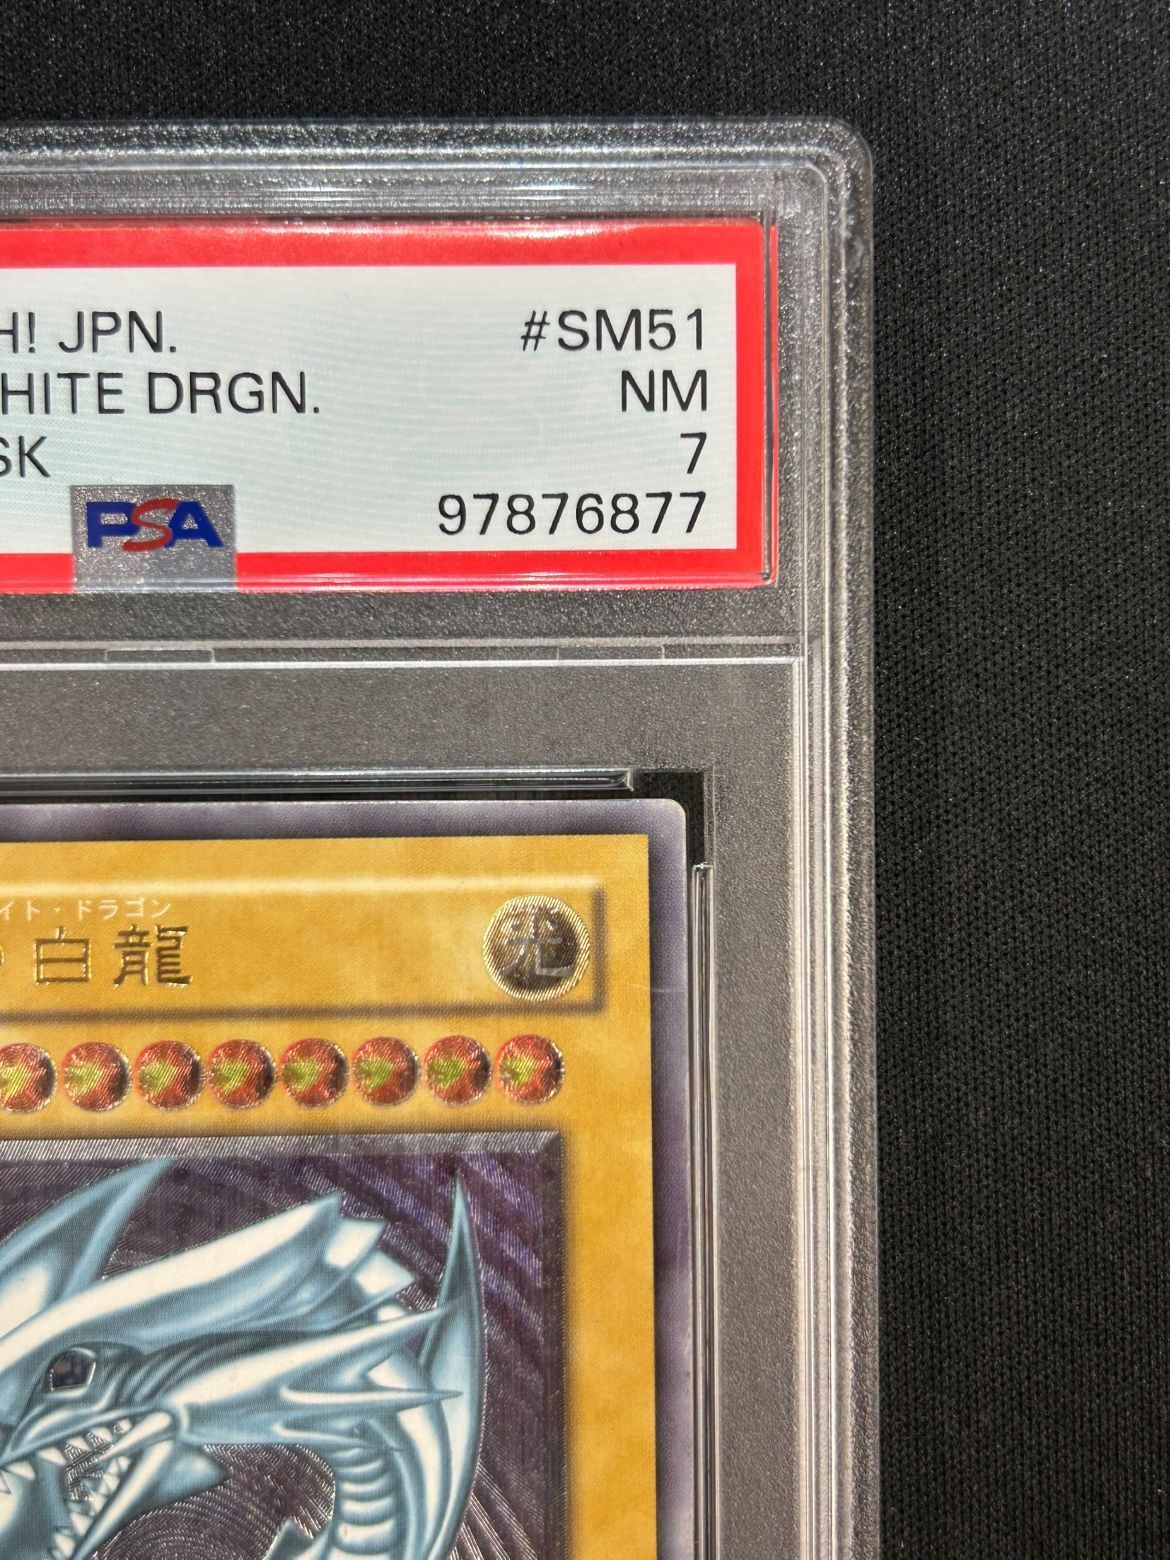 H! JPN. #SM51
HITE DRGN. NM
SK 7
PSA 97876877
イト・ドラゴン
白龍
光